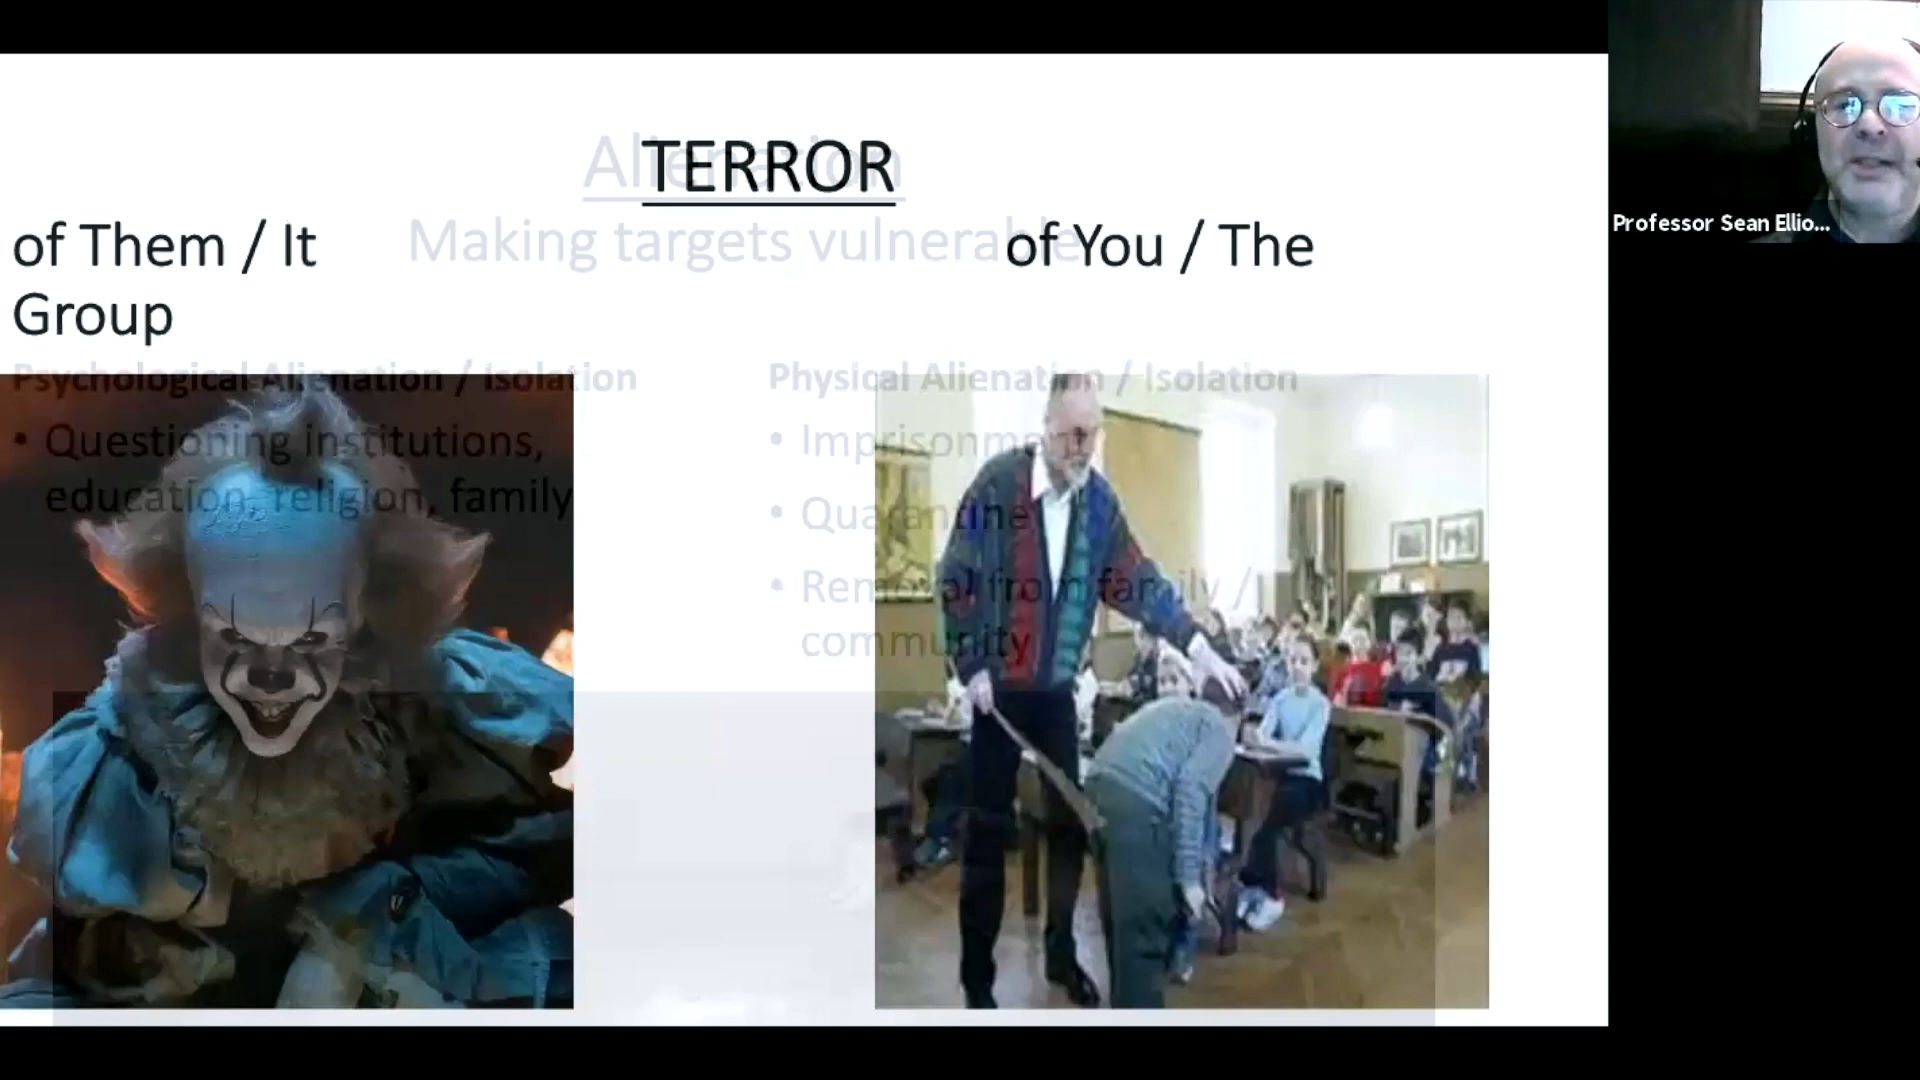 TERROR
of Them / It of You / The
Group
Alienation
Making targets vulnerable
Psychological Alienation / Isolation
• Questioning institutions,
education, religion, family
Physical Alienation / Isolation
• Imprisonment
• Quarantine
• Removal from family /
community
Professor Sean Ellio...